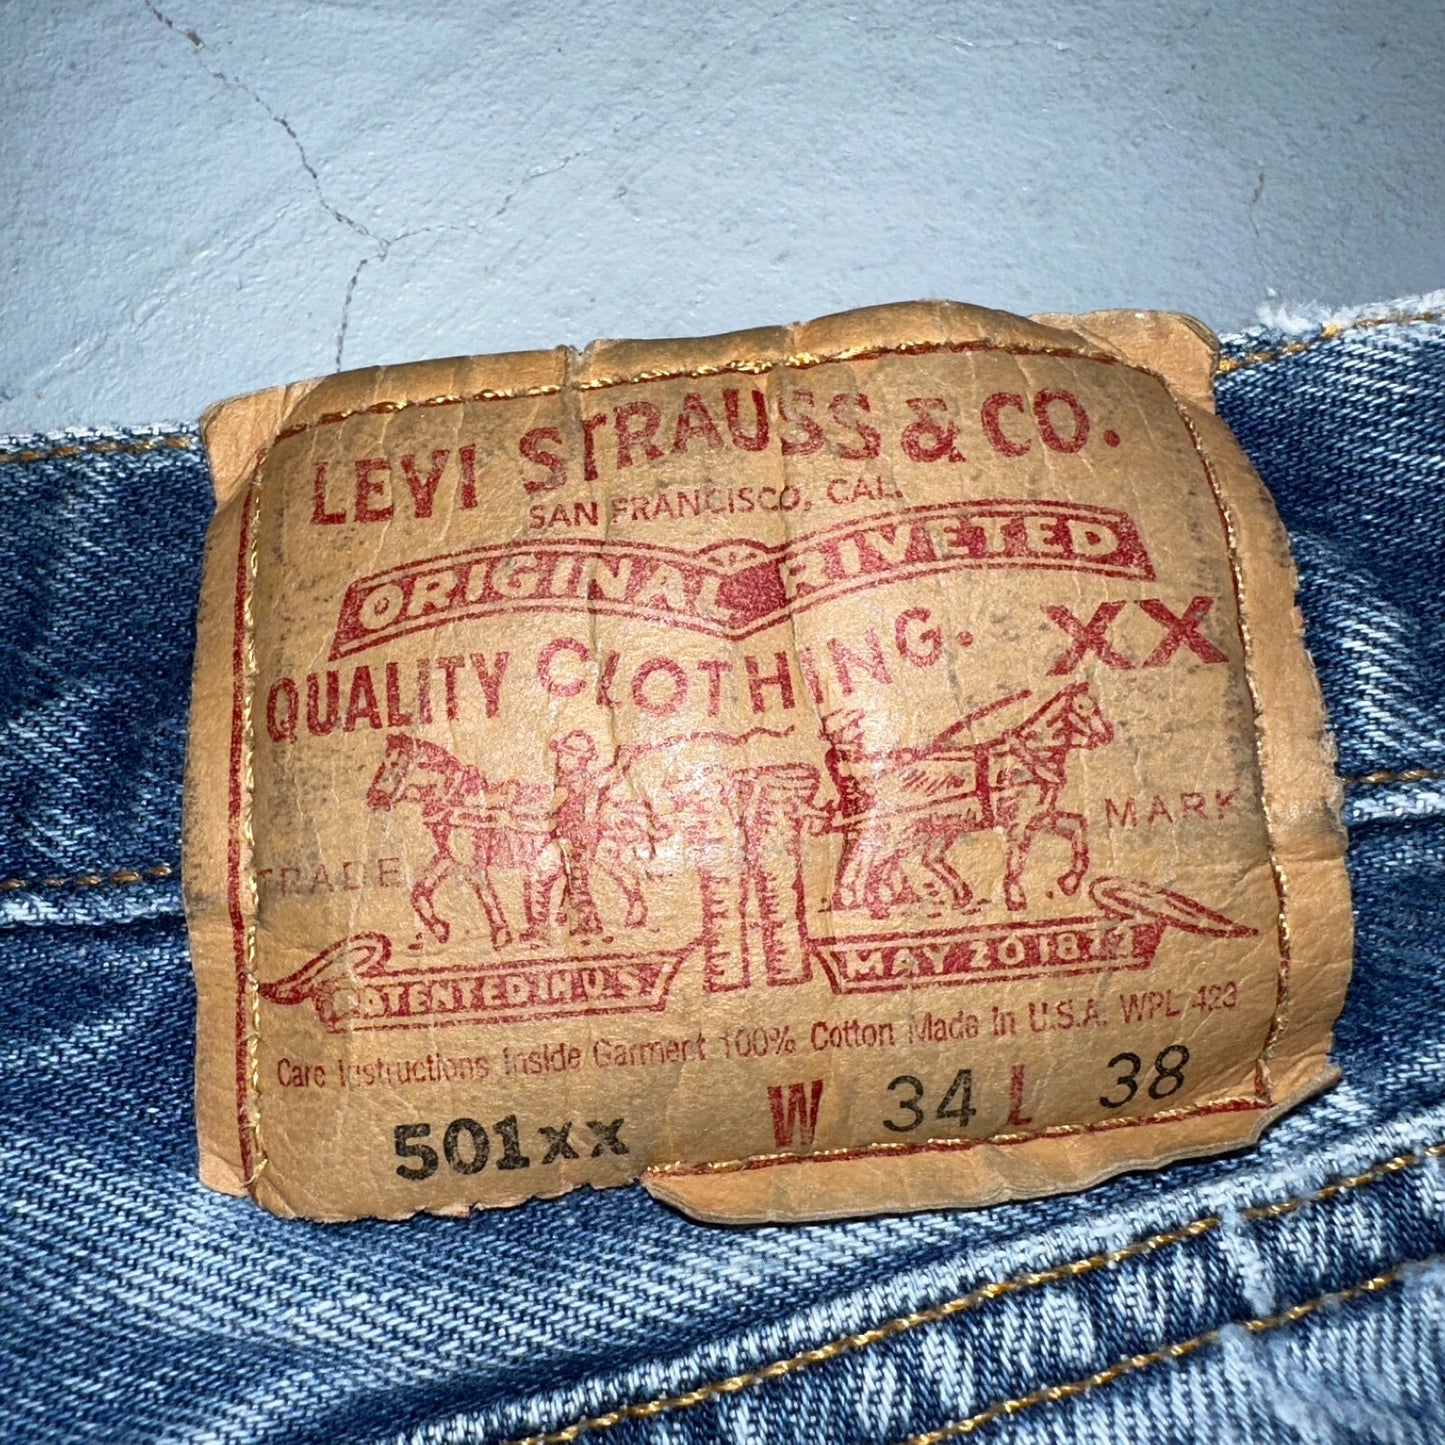 LEVI STRAUSS & CO.
SAN FRANCISCO, CAL.
ORIGINAL RIVETED
QUALITY CLOTHING. XX
TRADE MARK
PATENTED IN U.S. MAY 20 1873
Care Instructions Inside Garment 100% Cotton Made in U.S.A. WPL 423
501xx W 34 L 38